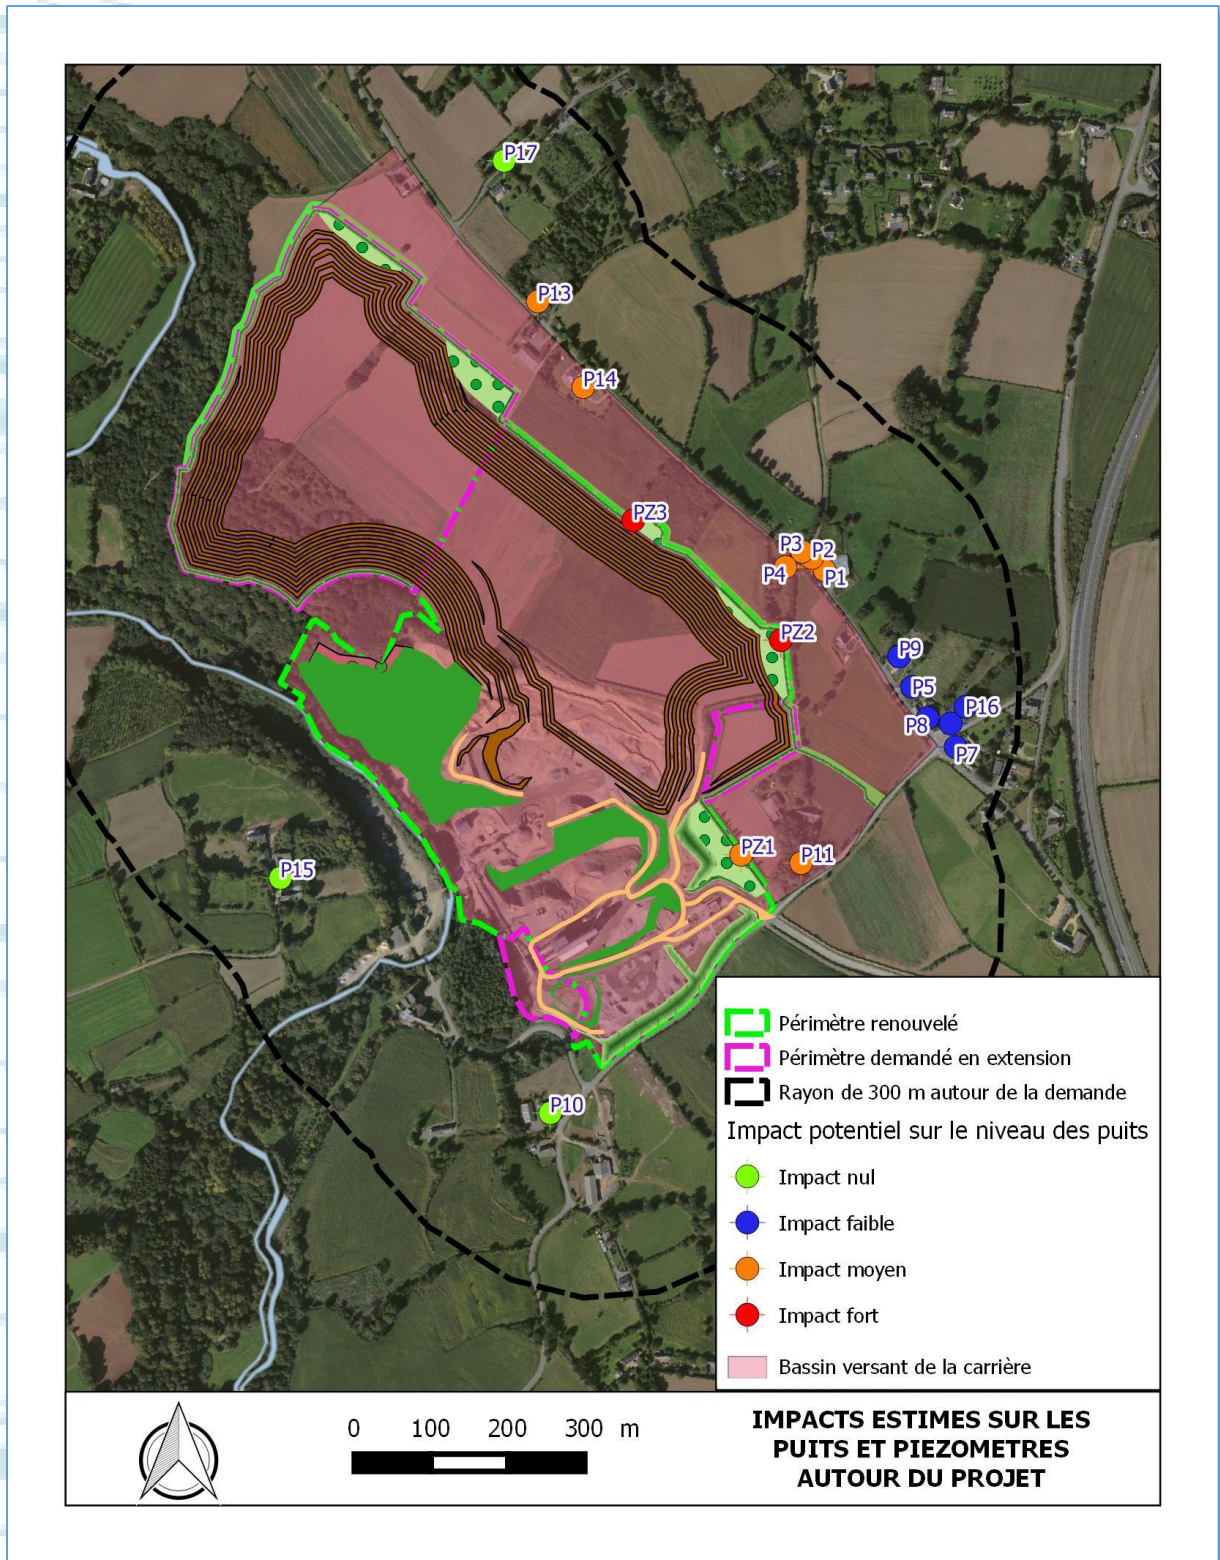 P17
P13
P14
PZ3
P3
P2
P4
P1
PZ2
P9
P5
P16
P8
P7
PZ1
P11
P15
P10
Périmètre renouvelé
Périmètre demandé en extension
Rayon de 300 m autour de la demande
Impact potentiel sur le niveau des puits
Impact nul
Impact faible
Impact moyen
Impact fort
Bassin versant de la carrière
0 100 200 300 m
IMPACTS ESTIMES SUR LES
PUITS ET PIEZOMETRES
AUTOUR DU PROJET